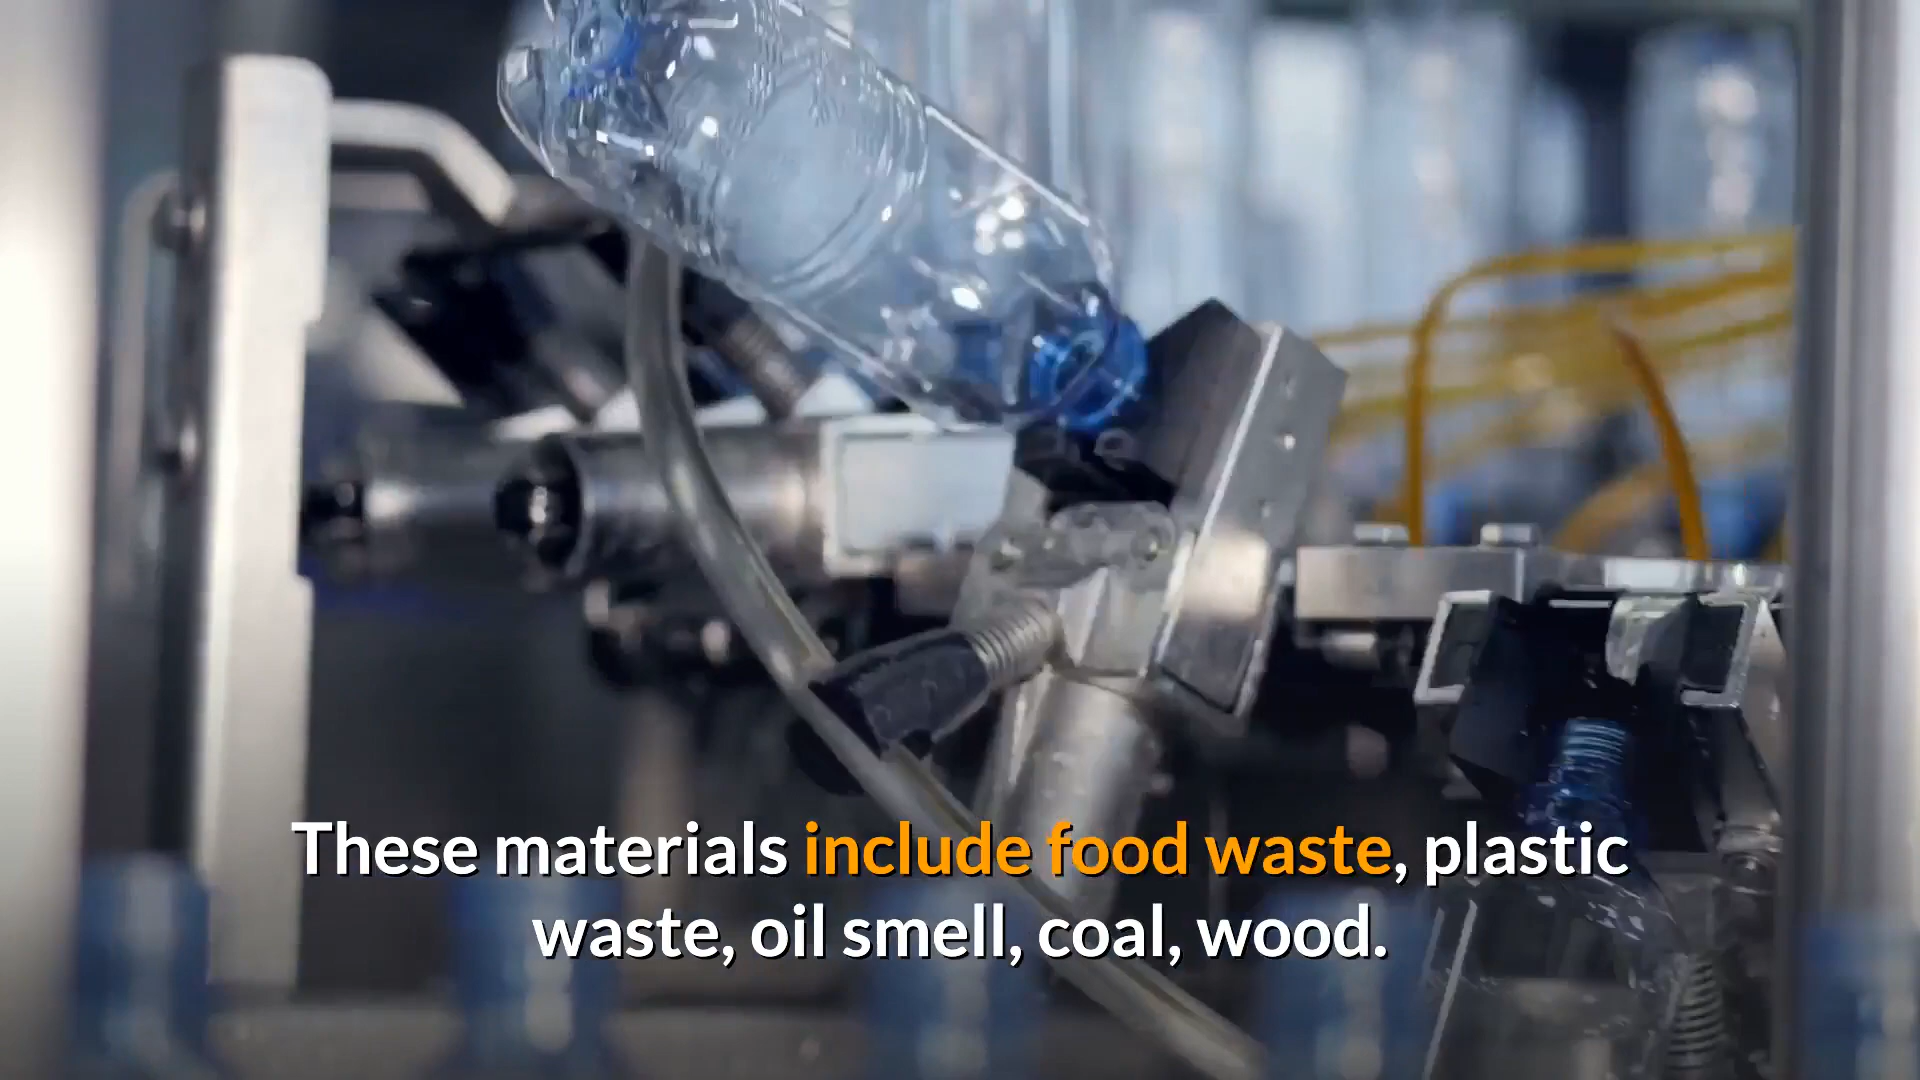 These materials include food waste, plastic
waste, oil smell, coal, wood.